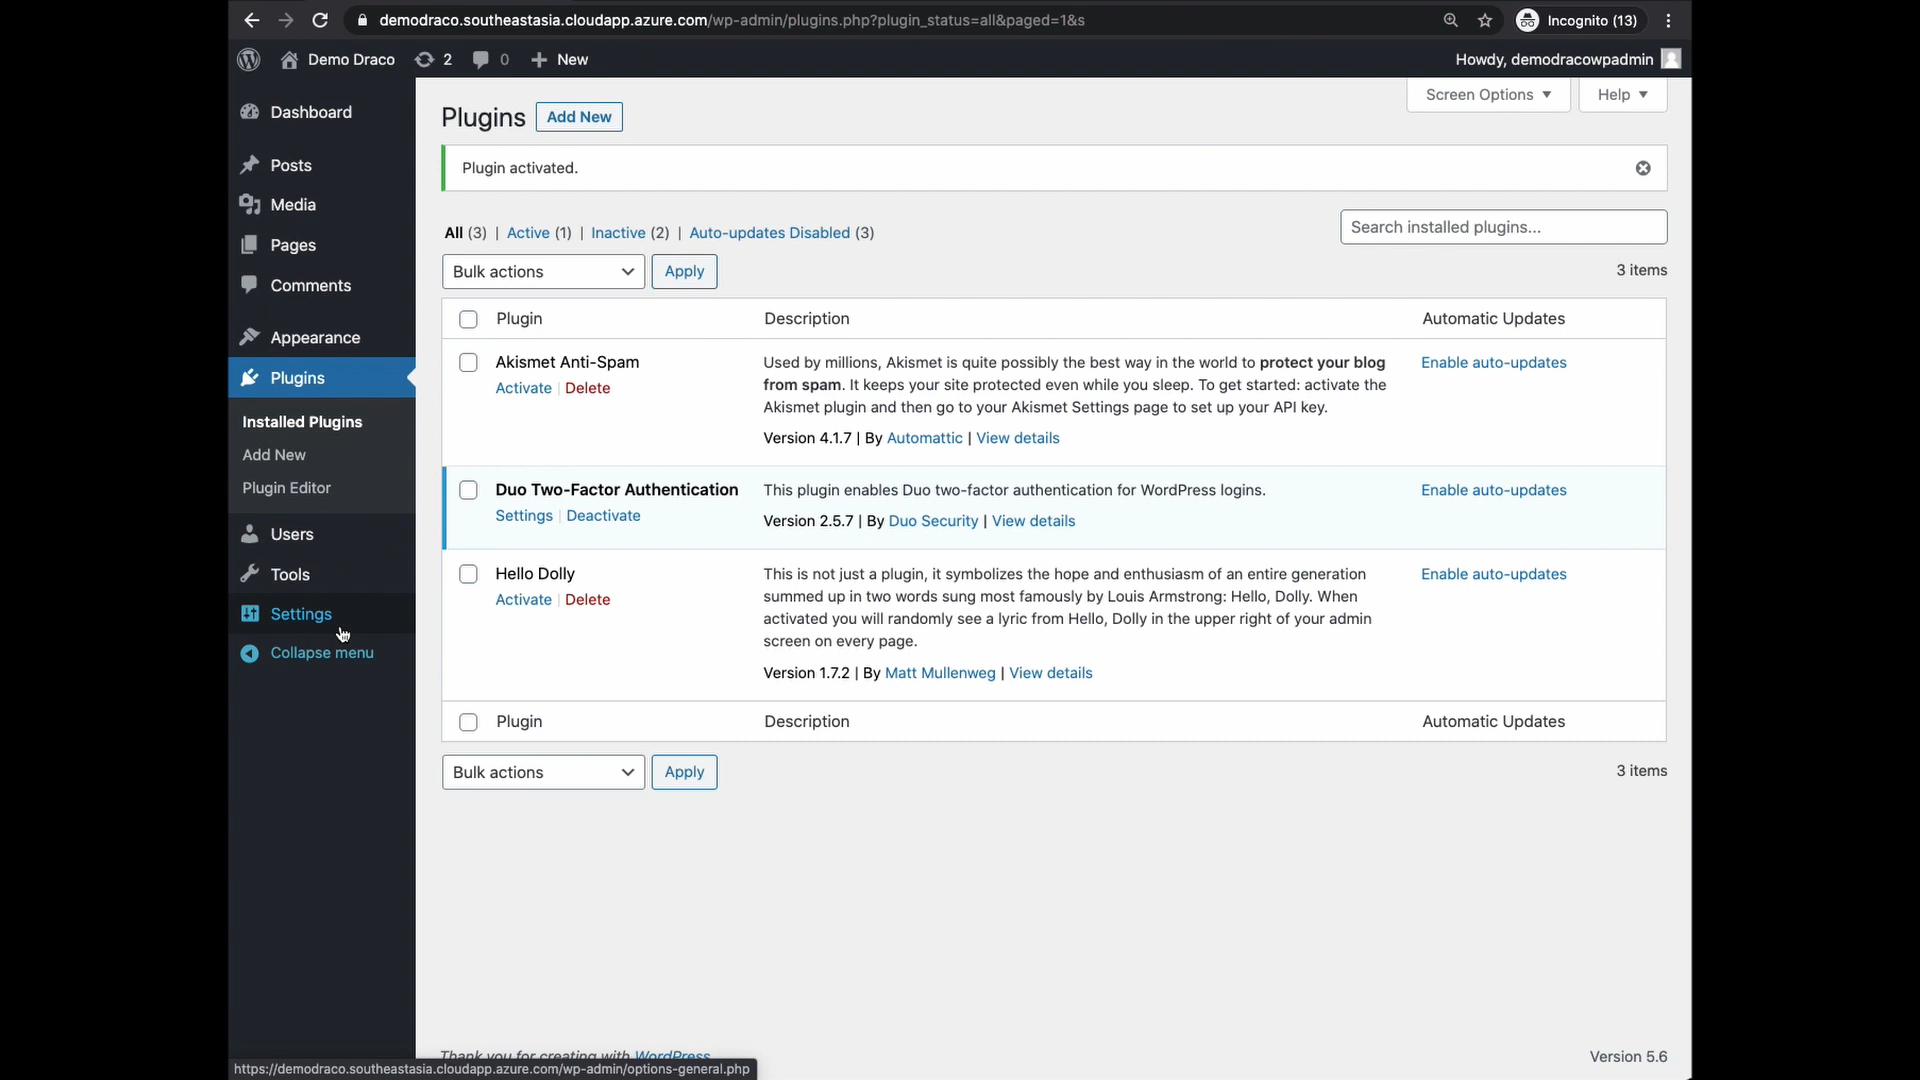 demodraco.southeastasia.cloudapp.azure.com/wp-admin/plugins.php?plugin_status=all&paged=1&s
Incognito (13)
Demo Draco
2
0
New
Howdy, demodracowpadmin
Dashboard
Posts
Media
Pages
Comments
Appearance
Plugins
Installed Plugins
Add New
Plugin Editor
Users
Tools
Settings
Collapse menu
Screen Options
Help
Plugins
Add New
Plugin activated.
All (3) | Active (1) | Inactive (2) | Auto-updates Disabled (3)
Search installed plugins...
Bulk actions
Apply
3 items
Plugin Description Automatic Updates
Akismet Anti-Spam
Activate | Delete
Used by millions, Akismet is quite possibly the best way in the world to protect your blog
from spam. It keeps your site protected even while you sleep. To get started: activate the
Akismet plugin and then go to your Akismet Settings page to set up your API key.
Version 4.1.7 | By Automattic | View details
Enable auto-updates
Duo Two-Factor Authentication
Settings | Deactivate
This plugin enables Duo two-factor authentication for WordPress logins.
Version 2.5.7 | By Duo Security | View details
Enable auto-updates
Hello Dolly
Activate | Delete
This is not just a plugin, it symbolizes the hope and enthusiasm of an entire generation
summed up in two words sung most famously by Louis Armstrong: Hello, Dolly. When
activated you will randomly see a lyric from Hello, Dolly in the upper right of your admin
screen on every page.
Version 1.7.2 | By Matt Mullenweg | View details
Enable auto-updates
Plugin Description Automatic Updates
Bulk actions
Apply
3 items
Thank you for creating with WordPress
Version 5.6
https://demodraco.southeastasia.cloudapp.azure.com/wp-admin/options-general.php